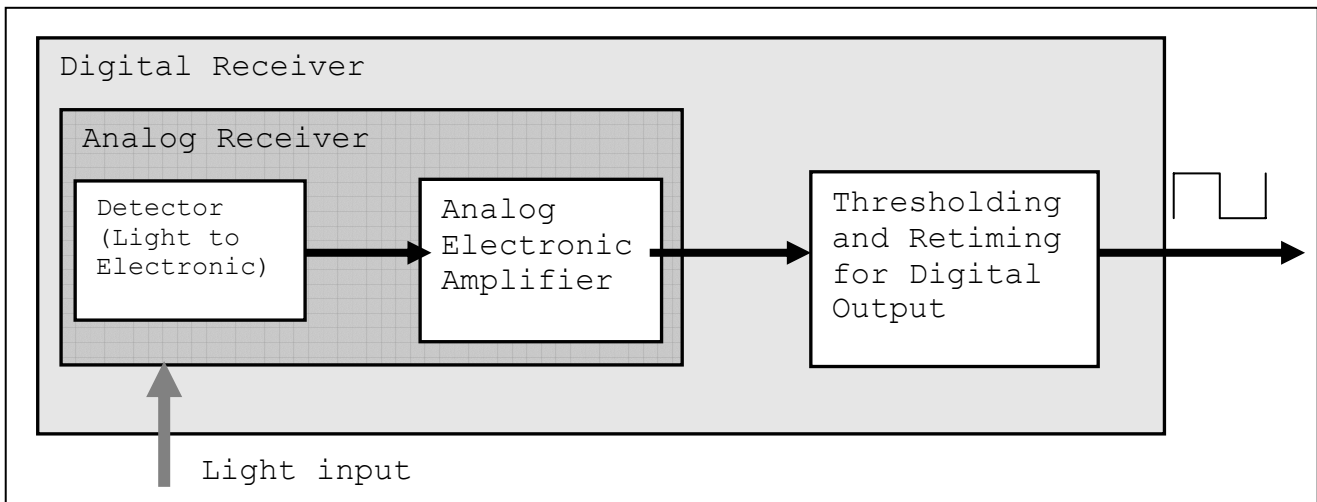 Digital Receiver
Analog Receiver
Detector
(Light to
Electronic)
Analog
Electronic
Amplifier
Thresholding
and Retiming
for Digital
Output
Light input